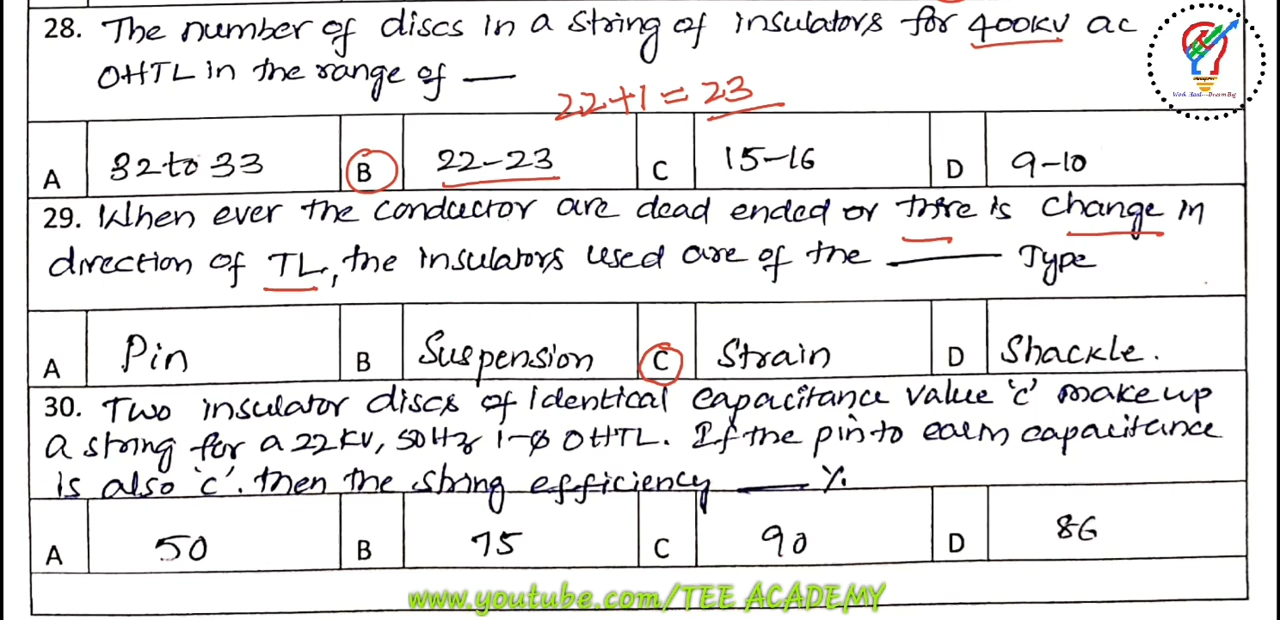 28. The number of discs in a string of insulators for 400kv ac
OHTL in the range of —
22+1 = 23
A 32 to 33 B 22-23 C 15-16 D 9-10
29. When ever the conductor are dead ended or there is change in
direction of TL, the insulators used are of the —— Type
A Pin B Suspension C Strain D Shackle.
30. Two insulator discs of identical capacitance value 'c' make up
a string for a 22KV, 50Hz 1-φ OHTL. If the pin to earth capacitance
is also 'c'. then the string efficiency —— %.
A 50 B 75 C 90 D 86
www.youtube.com/TEE ACADEMY